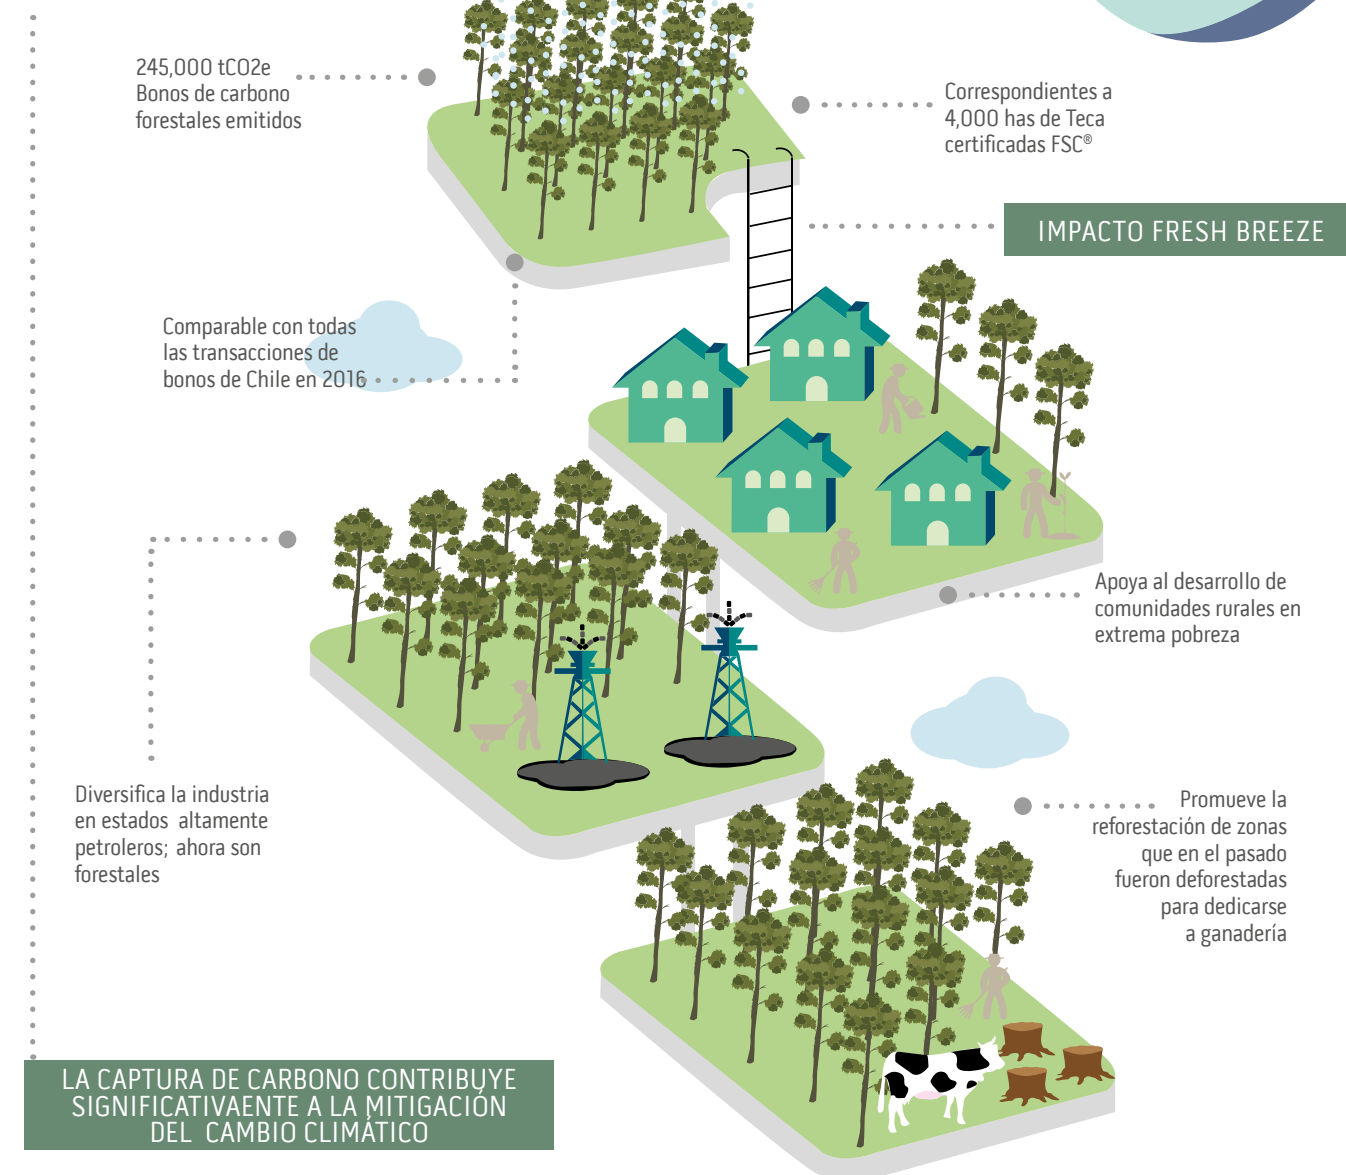 245,000 tCO2e
Bonos de carbono
forestales emitidos
Correspondientes a
4,000 has de Teca
certificadas FSC®
IMPACTO FRESH BREEZE
Comparable con todas
las transacciones de
bonos de Chile en 2016
Apoya al desarrollo de
comunidades rurales en
extrema pobreza
Diversifica la industria
en estados altamente
petroleros; ahora son
forestales
Promueve la
reforestación de zonas
que en el pasado
fueron deforestadas
para dedicarse
a ganadería
LA CAPTURA DE CARBONO CONTRIBUYE
SIGNIFICATIVAENTE A LA MITIGACIÓN
DEL CAMBIO CLIMÁTICO